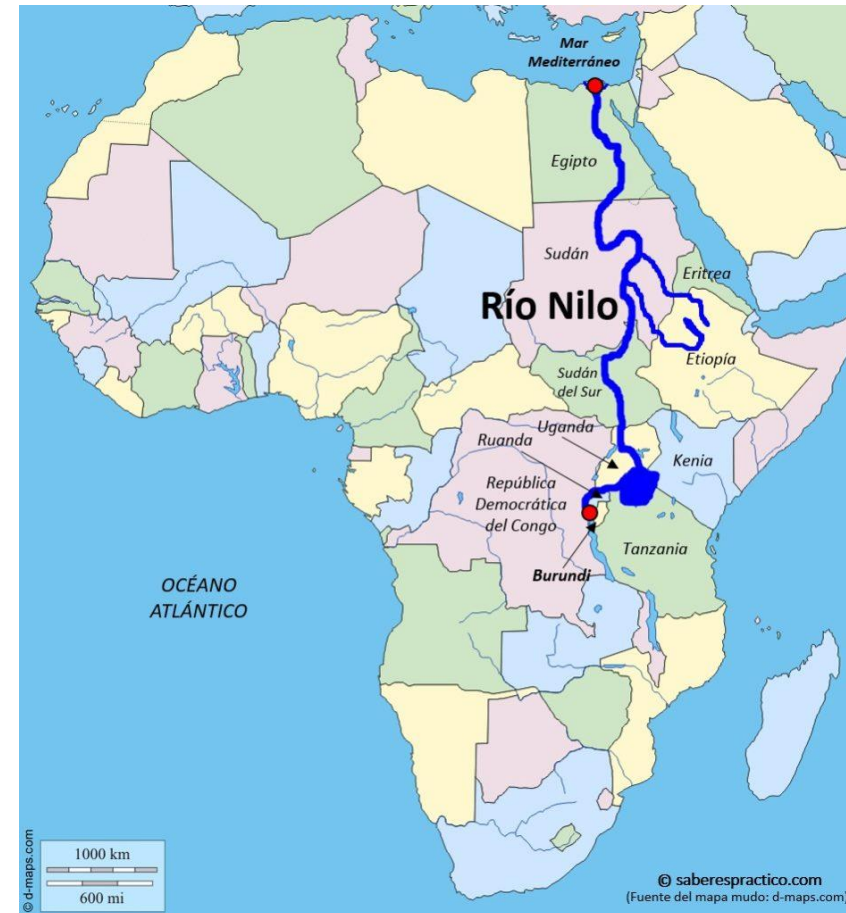 Mar
Mediterráneo
Egipto
Sudán
Eritrea
Río Nilo
Etiopía
Sudán
del Sur
Uganda
Ruanda
Kenia
República
Democrática
del Congo
Tanzania
Burundi
OCÉANO
ATLÁNTICO
© d-maps.com
1000 km
600 mi
© saberespractico.com
(Fuente del mapa mudo: d-maps.com)